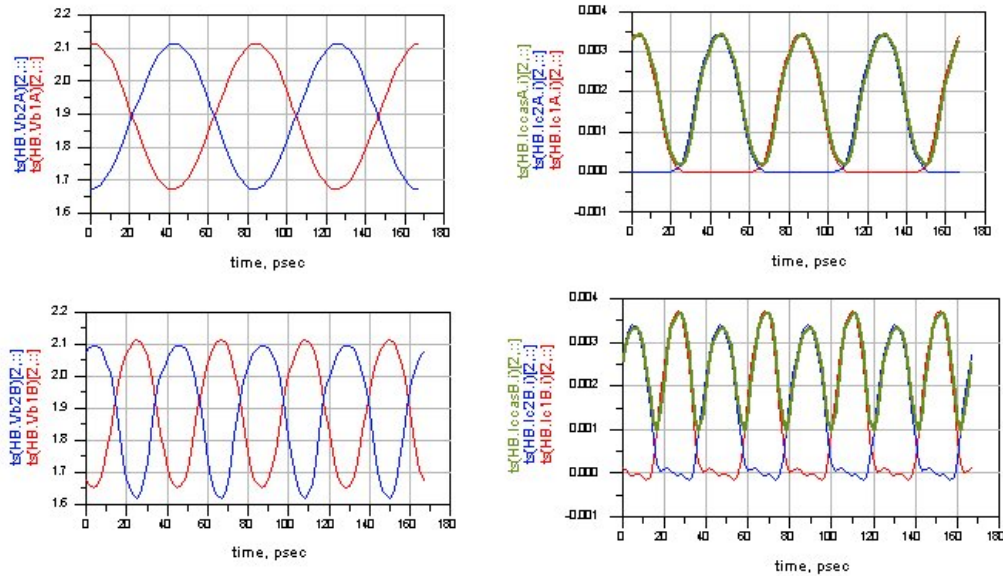 ts(HB.Vb2A)[2,::]
ts(HB.Vb1A)[2,::]
2.2
2.1
2.0
1.9
1.8
1.7
1.6
0 20 40 60 80 100 120 140 160 180
time, psec
ts(HB.IccasA.i)[2,::]
ts(HB.Ic2A.i)[2,::]
ts(HB.Ic1A.i)[2,::]
0.004
0.003
0.002
0.001
0.000
-0.001
0 20 40 60 80 100 120 140 160 180
time, psec
ts(HB.Vb2B)[2,::]
ts(HB.Vb1B)[2,::]
2.2
2.1
2.0
1.9
1.8
1.7
1.6
0 20 40 60 80 100 120 140 160 180
time, psec
ts(HB.IccasB.i)[2,::]
ts(HB.Ic2B.i)[2,::]
ts(HB.Ic1B.i)[2,::]
0.004
0.003
0.002
0.001
0.000
-0.001
0 20 40 60 80 100 120 140 160 180
time, psec